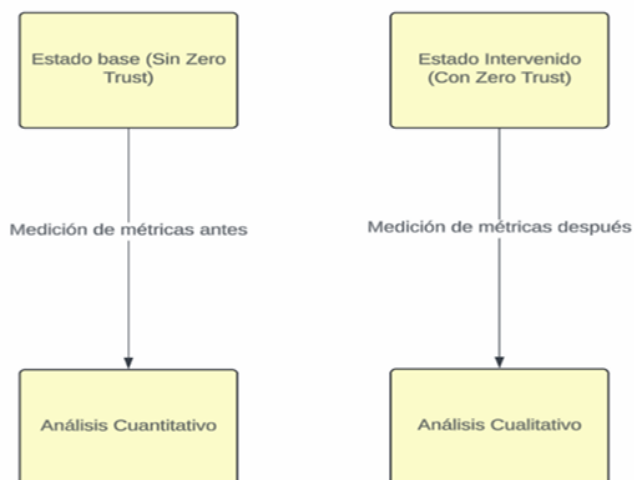 Estado base (Sin Zero
Trust)
Estado Intervenido
(Con Zero Trust)
Medición de métricas antes
Medición de métricas después
Análisis Cuantitativo
Análisis Cualitativo